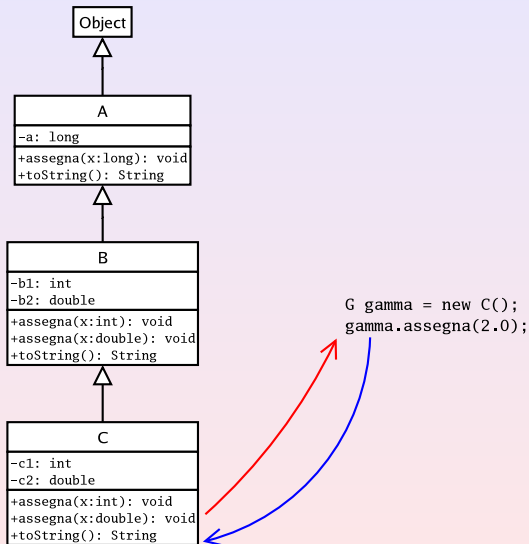 Object
A
-a: long
+assegna(x:long): void
+toString(): String
B
-b1: int
-b2: double
+assegna(x:int): void
+assegna(x:double): void
+toString(): String
C
-c1: int
-c2: double
+assegna(x:int): void
+assegna(x:double): void
+toString(): String
G gamma = new C();
gamma.assegna(2.0);